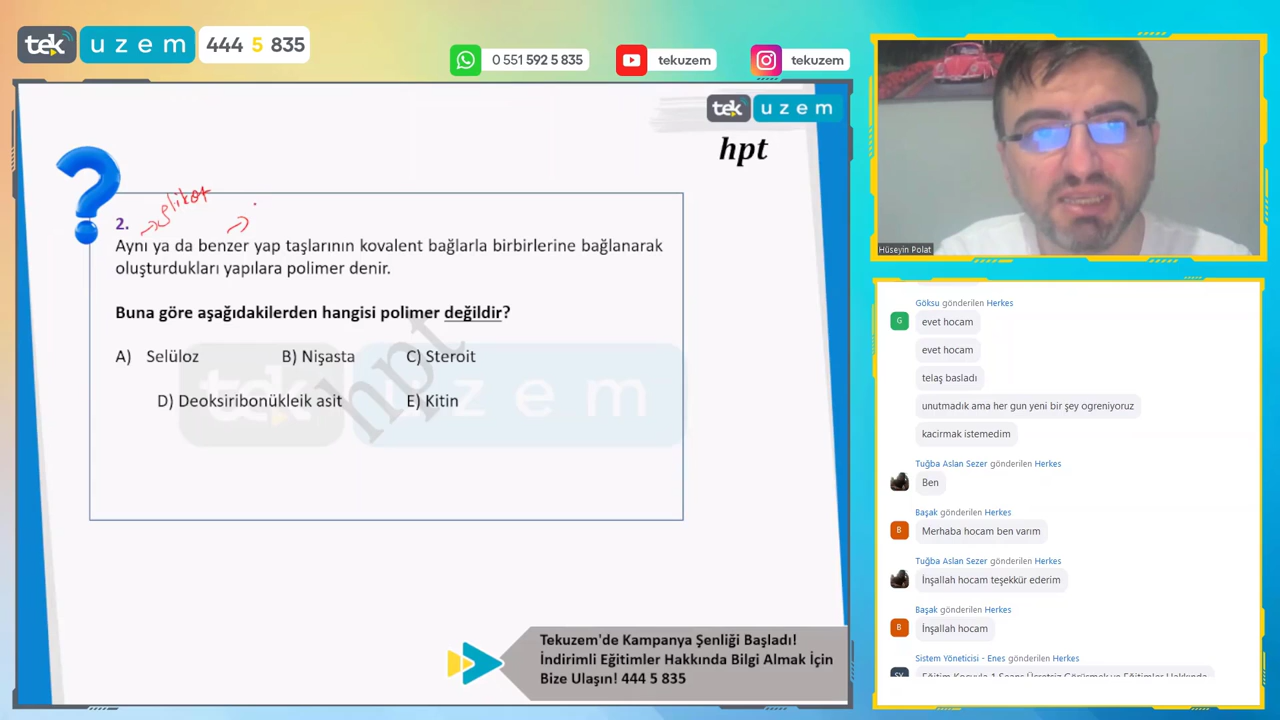 tek uzem 444 5 835
0 551 592 5 835
tekuzem
tekuzem
tek uzem
hpt
2.
Aynı ya da benzer yap taşlarının kovalent bağlarla birbirlerine bağlanarak
oluşturdukları yapılara polimer denir.
Buna göre aşağıdakilerden hangisi polimer değildir?
A) Selüloz B) Nişasta C) Steroit
D) Deoksiribonükleik asit E) Kitin
tek uzem
hpt
Tekuzem'de Kampanya Şenliği Başladı!
İndirimli Eğitimler Hakkında Bilgi Almak İçin
Bize Ulaşın! 444 5 835
Hüseyin Polat
Göksu gönderilen Herkes
G
evet hocam
evet hocam
telaş basladı
unutmadık ama her gun yeni bir şey ogreniyoruz
kacirmak istemedim
Tuğba Aslan Sezer gönderilen Herkes
Ben
Başak gönderilen Herkes
B
Merhaba hocam ben varım
Tuğba Aslan Sezer gönderilen Herkes
İnşallah hocam teşekkür ederim
Başak gönderilen Herkes
B
İnşallah hocam
Sistem Yöneticisi - Enes gönderilen Herkes